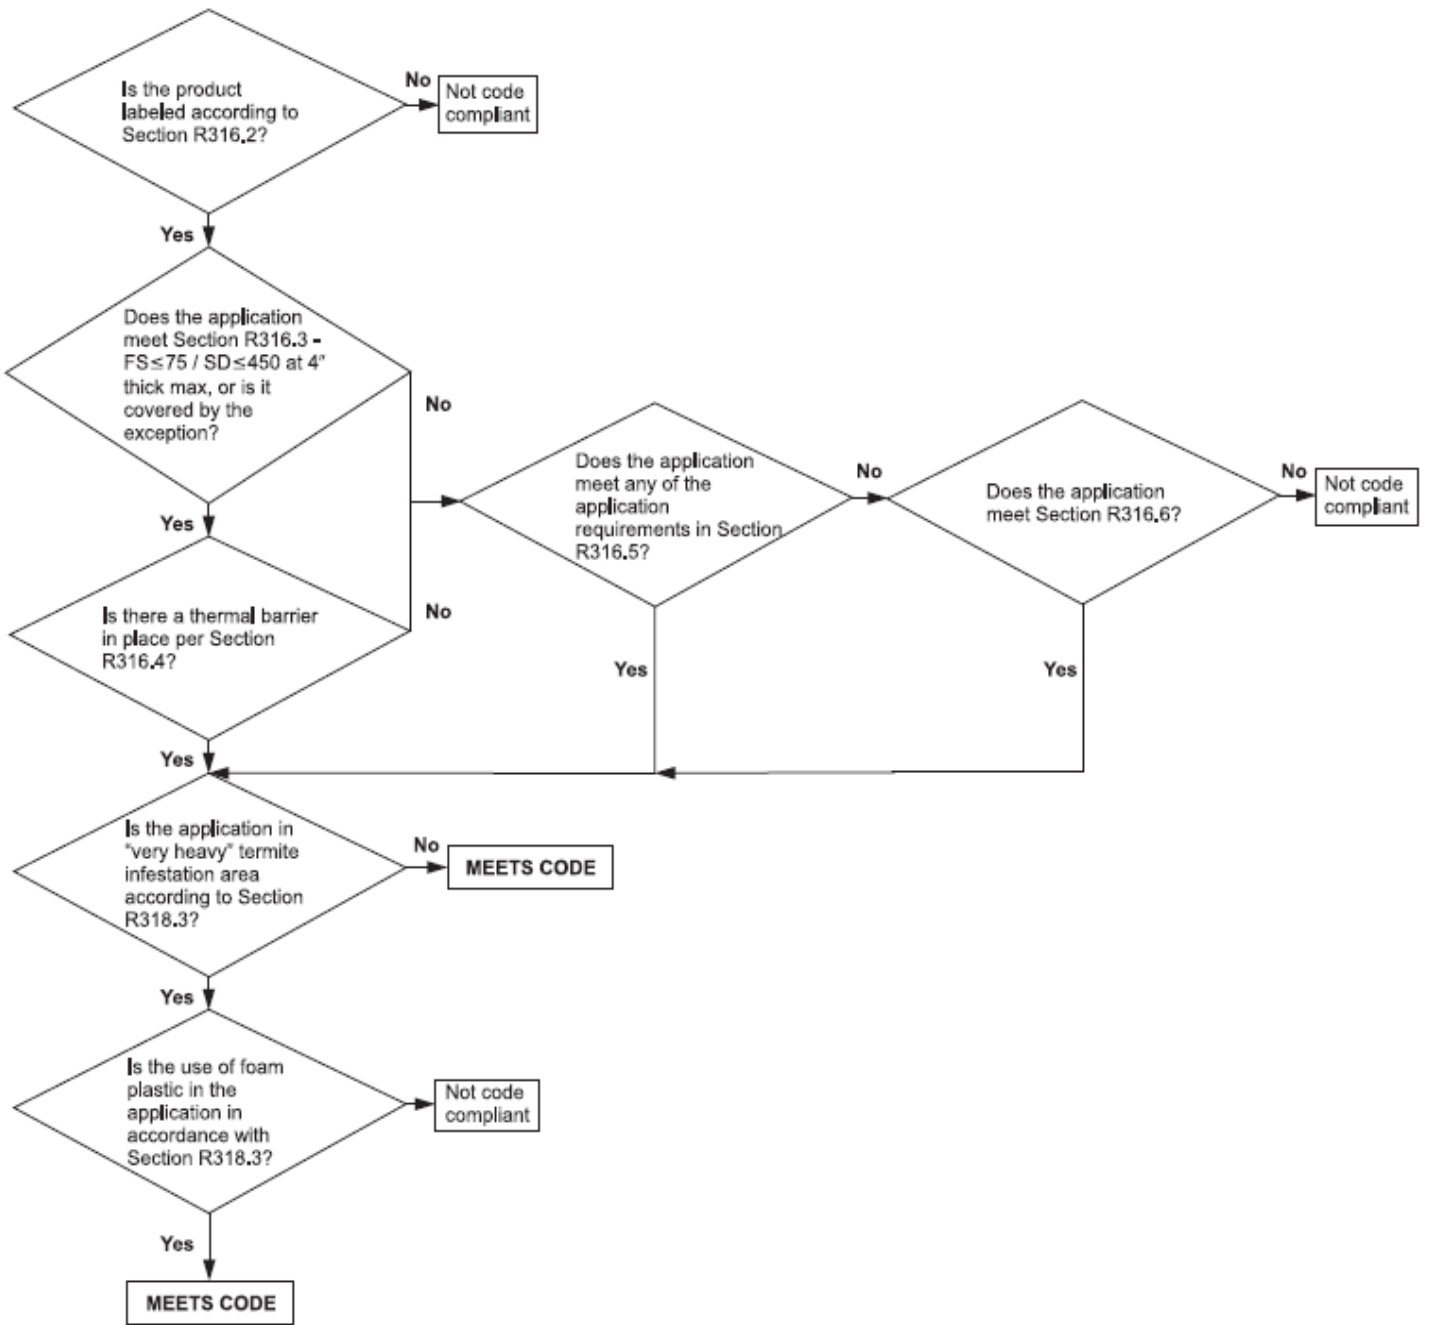 Is the product
labeled according to
Section R316.2?
No
Not code
compliant
Yes
Does the application
meet Section R316.3 -
FS≤75 / SD≤450 at 4"
thick max, or is it
covered by the
exception?
No
Does the application
meet any of the
application
requirements in Section
R316.5?
No
Does the application
meet Section R316.6?
No
Not code
compliant
Yes
Is there a thermal barrier
in place per Section
R316.4?
No
Yes
Yes
Yes
Is the application in
"very heavy" termite
infestation area
according to Section
R318.3?
No
MEETS CODE
Yes
Is the use of foam
plastic in the
application in
accordance with
Section R318.3?
Not code
compliant
Yes
MEETS CODE